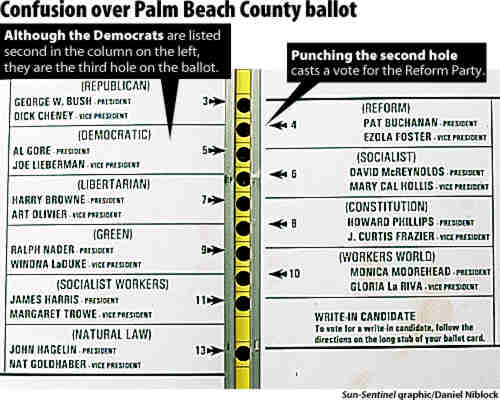 Confusion over Palm Beach County ballot
Although the Democrats are listed
second in the column on the left,
they are the third hole on the ballot.
Punching the second hole
casts a vote for the Reform Party.
(REPUBLICAN)
GEORGE W. BUSH - PRESIDENT
DICK CHENEY - VICE PRESIDENT
3
(DEMOCRATIC)
AL GORE - PRESIDENT
JOE LIEBERMAN - VICE PRESIDENT
5
(LIBERTARIAN)
HARRY BROWNE - PRESIDENT
ART OLIVIER - VICE PRESIDENT
7
(GREEN)
RALPH NADER - PRESIDENT
WINONA LaDUKE - VICE PRESIDENT
9
(SOCIALIST WORKERS)
JAMES HARRIS - PRESIDENT
MARGARET TROWE - VICE PRESIDENT
11
(NATURAL LAW)
JOHN HAGELIN - PRESIDENT
NAT GOLDHABER - VICE PRESIDENT
13
(REFORM)
4
PAT BUCHANAN - PRESIDENT
EZOLA FOSTER - VICE PRESIDENT
(SOCIALIST)
6
DAVID McREYNOLDS - PRESIDENT
MARY CAL HOLLIS - VICE PRESIDENT
(CONSTITUTION)
8
HOWARD PHILLIPS - PRESIDENT
J. CURTIS FRAZIER - VICE PRESIDENT
(WORKERS WORLD)
10
MONICA MOOREHEAD - PRESIDENT
GLORIA La RIVA - VICE PRESIDENT
WRITE-IN CANDIDATE
To vote for a write-in candidate, follow the
directions on the long stub of your ballot card.
Sun-Sentinel graphic/Daniel Niblock